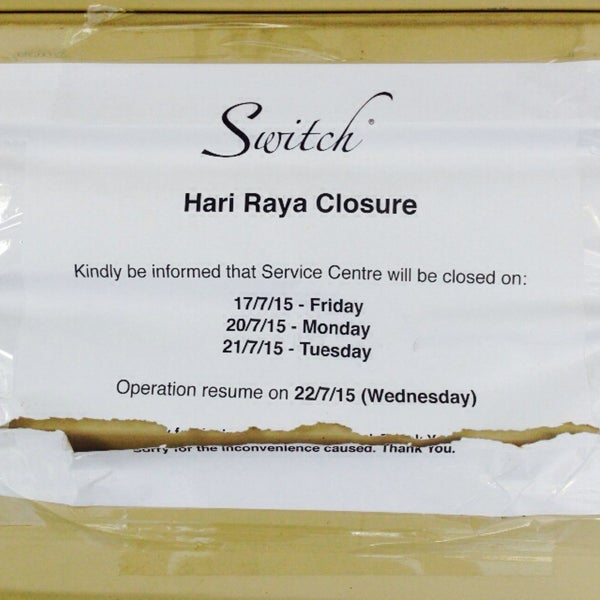 Switch®
Hari Raya Closure
Kindly be informed that Service Centre will be closed on:
17/7/15 - Friday
20/7/15 - Monday
21/7/15 - Tuesday
Operation resume on 22/7/15 (Wednesday)
Sorry for the inconvenience caused. Thank You.